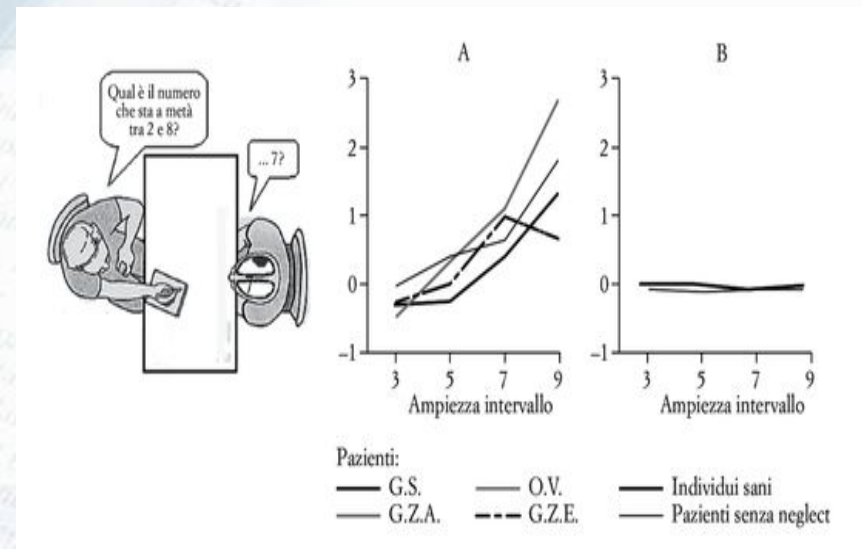 Qual è il numero
che sta a metà
tra 2 e 8?
... 7?
A
3
2
1
0
–1
3 5 7 9
Ampiezza intervallo
B
3
2
1
0
–1
3 5 7 9
Ampiezza intervallo
Pazienti:
G.S. O.V. Individui sani
G.Z.A. G.Z.E. Pazienti senza neglect